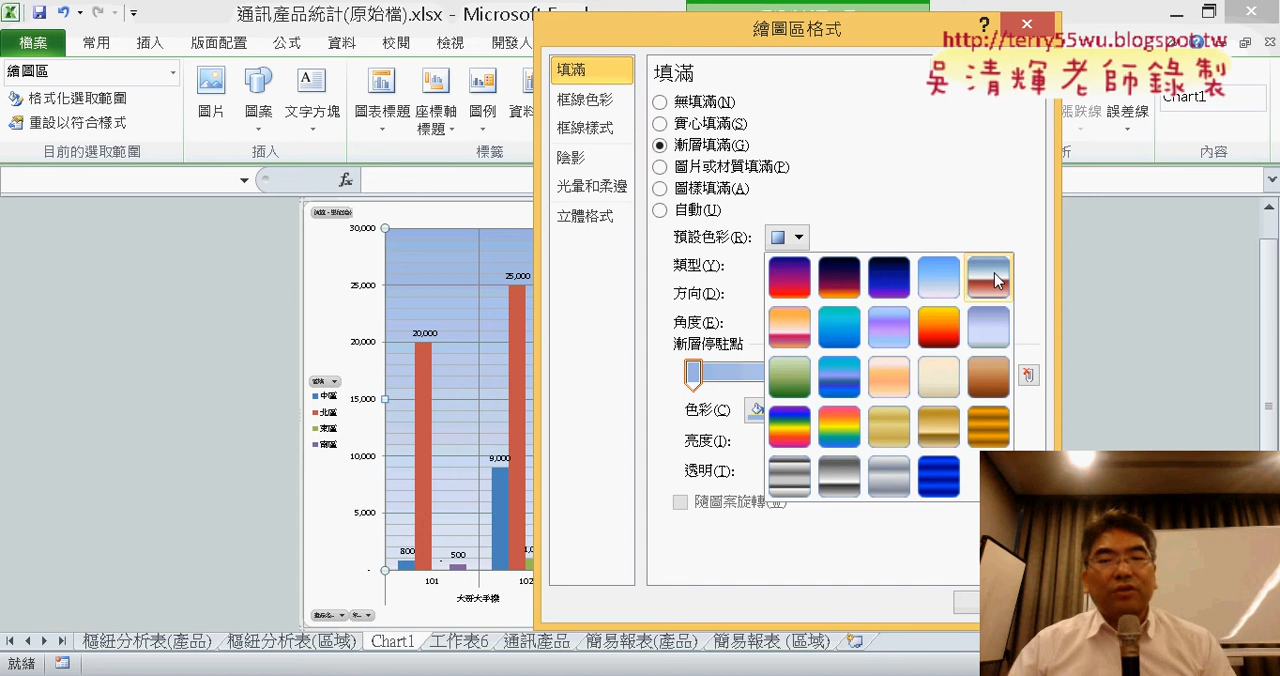 通訊產品統計(原始檔).xlsx - Microsoft
繪圖區格式
http://terry55wu.blogspot.tw
吳清輝老師錄製
檔案 常用 插入 版面配置 公式 資料 校閱 檢視 開發人
繪圖區
格式化選取範圍
重設以符合樣式
目前的選取範圍
圖片 圖案 文字方塊
插入
圖表標題 座標軸標題 圖例
標籤
誤差線
Chart1
內容
填滿
框線色彩
框線樣式
陰影
光暈和柔邊
立體格式
填滿
無填滿(N)
實心填滿(S)
漸層填滿(G)
圖片或材質填滿(P)
圖樣填滿(A)
自動(U)
預設色彩(R):
類型(Y):
方向(D):
角度(E):
漸層停駐點
色彩(C)
亮度(I):
透明(T):
隨圖案旋轉(W)
30,000
25,000
20,000
15,000
10,000
5,000
-
20,000
25,000
9,000
800
500
中區
北區
東區
南區
101
102
大哥大手機
樞紐分析表(產品) 樞紐分析表(區域) Chart1 工作表6 通訊產品 簡易報表(產品) 簡易報表 (區域)
就緒